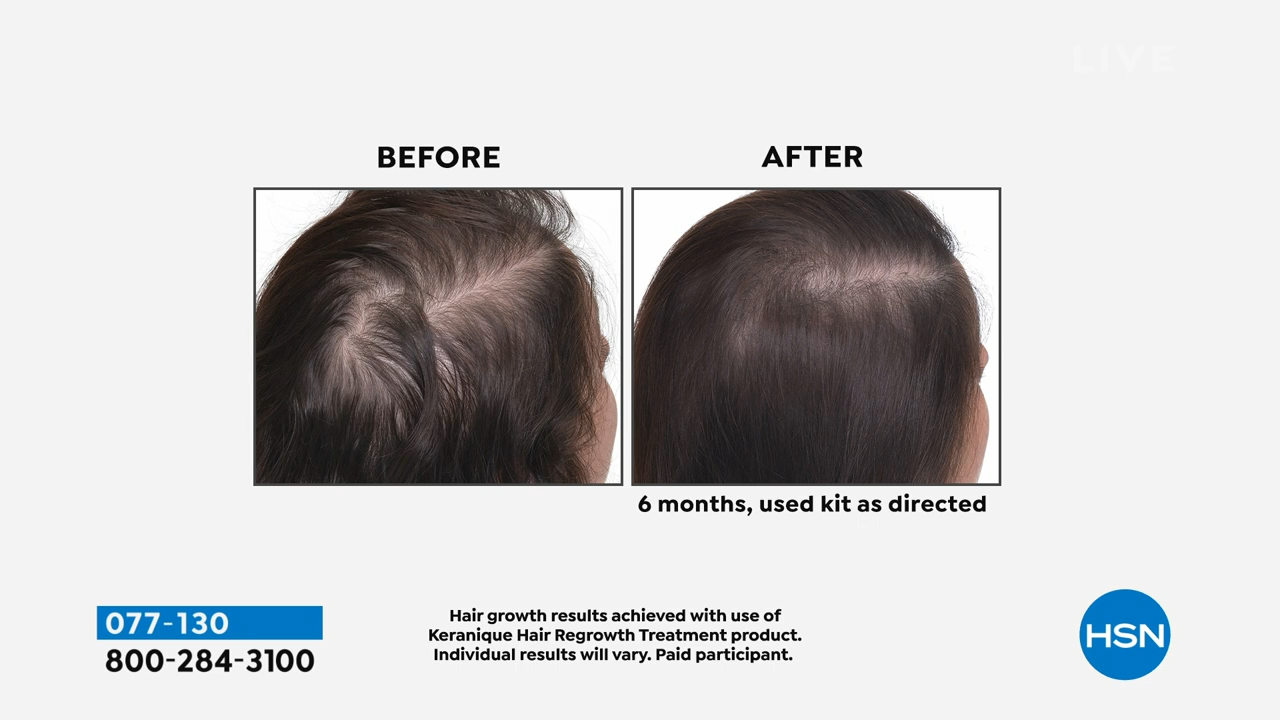 LIVE
BEFORE
AFTER
6 months, used kit as directed
077-130
800-284-3100
Hair growth results achieved with use of
Keranique Hair Regrowth Treatment product.
Individual results will vary. Paid participant.
HSN